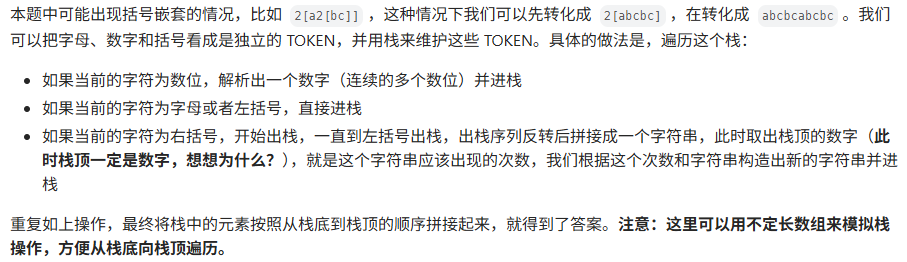 本题中可能出现括号嵌套的情况，比如 2[a2[bc]] ，这种情况下我们可以先转化成 2[abcbc] ，在转化成 abcbcabcbc 。我们
可以把字母、数字和括号看成是独立的 TOKEN，并用栈来维护这些 TOKEN。具体的做法是，遍历这个栈：
• 如果当前的字符为数位，解析出一个数字（连续的多个数位）并进栈
• 如果当前的字符为字母或者左括号，直接进栈
• 如果当前的字符为右括号，开始出栈，一直到左括号出栈，出栈序列反转后拼接成一个字符串，此时取出栈顶的数字（此
时栈顶一定是数字，想想为什么？），就是这个字符串应该出现的次数，我们根据这个次数和字符串构造出新的字符串并进
栈
重复如上操作，最终将栈中的元素按照从栈底到栈顶的顺序拼接起来，就得到了答案。注意：这里可以用不定长数组来模拟栈
操作，方便从栈底向栈顶遍历。